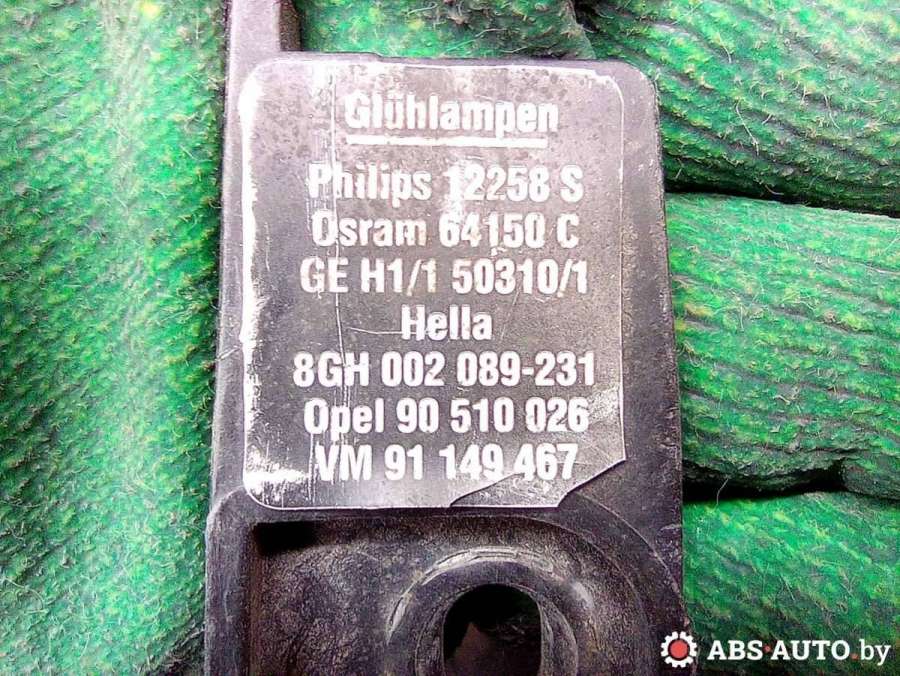 Glühlampen
Philips 12258 S
Osram 64150 C
GE H1/1 50310/1
Hella
8GH 002 089-231
Opel 90 510 026
VM 91 149 467
ABS·AUTO.by